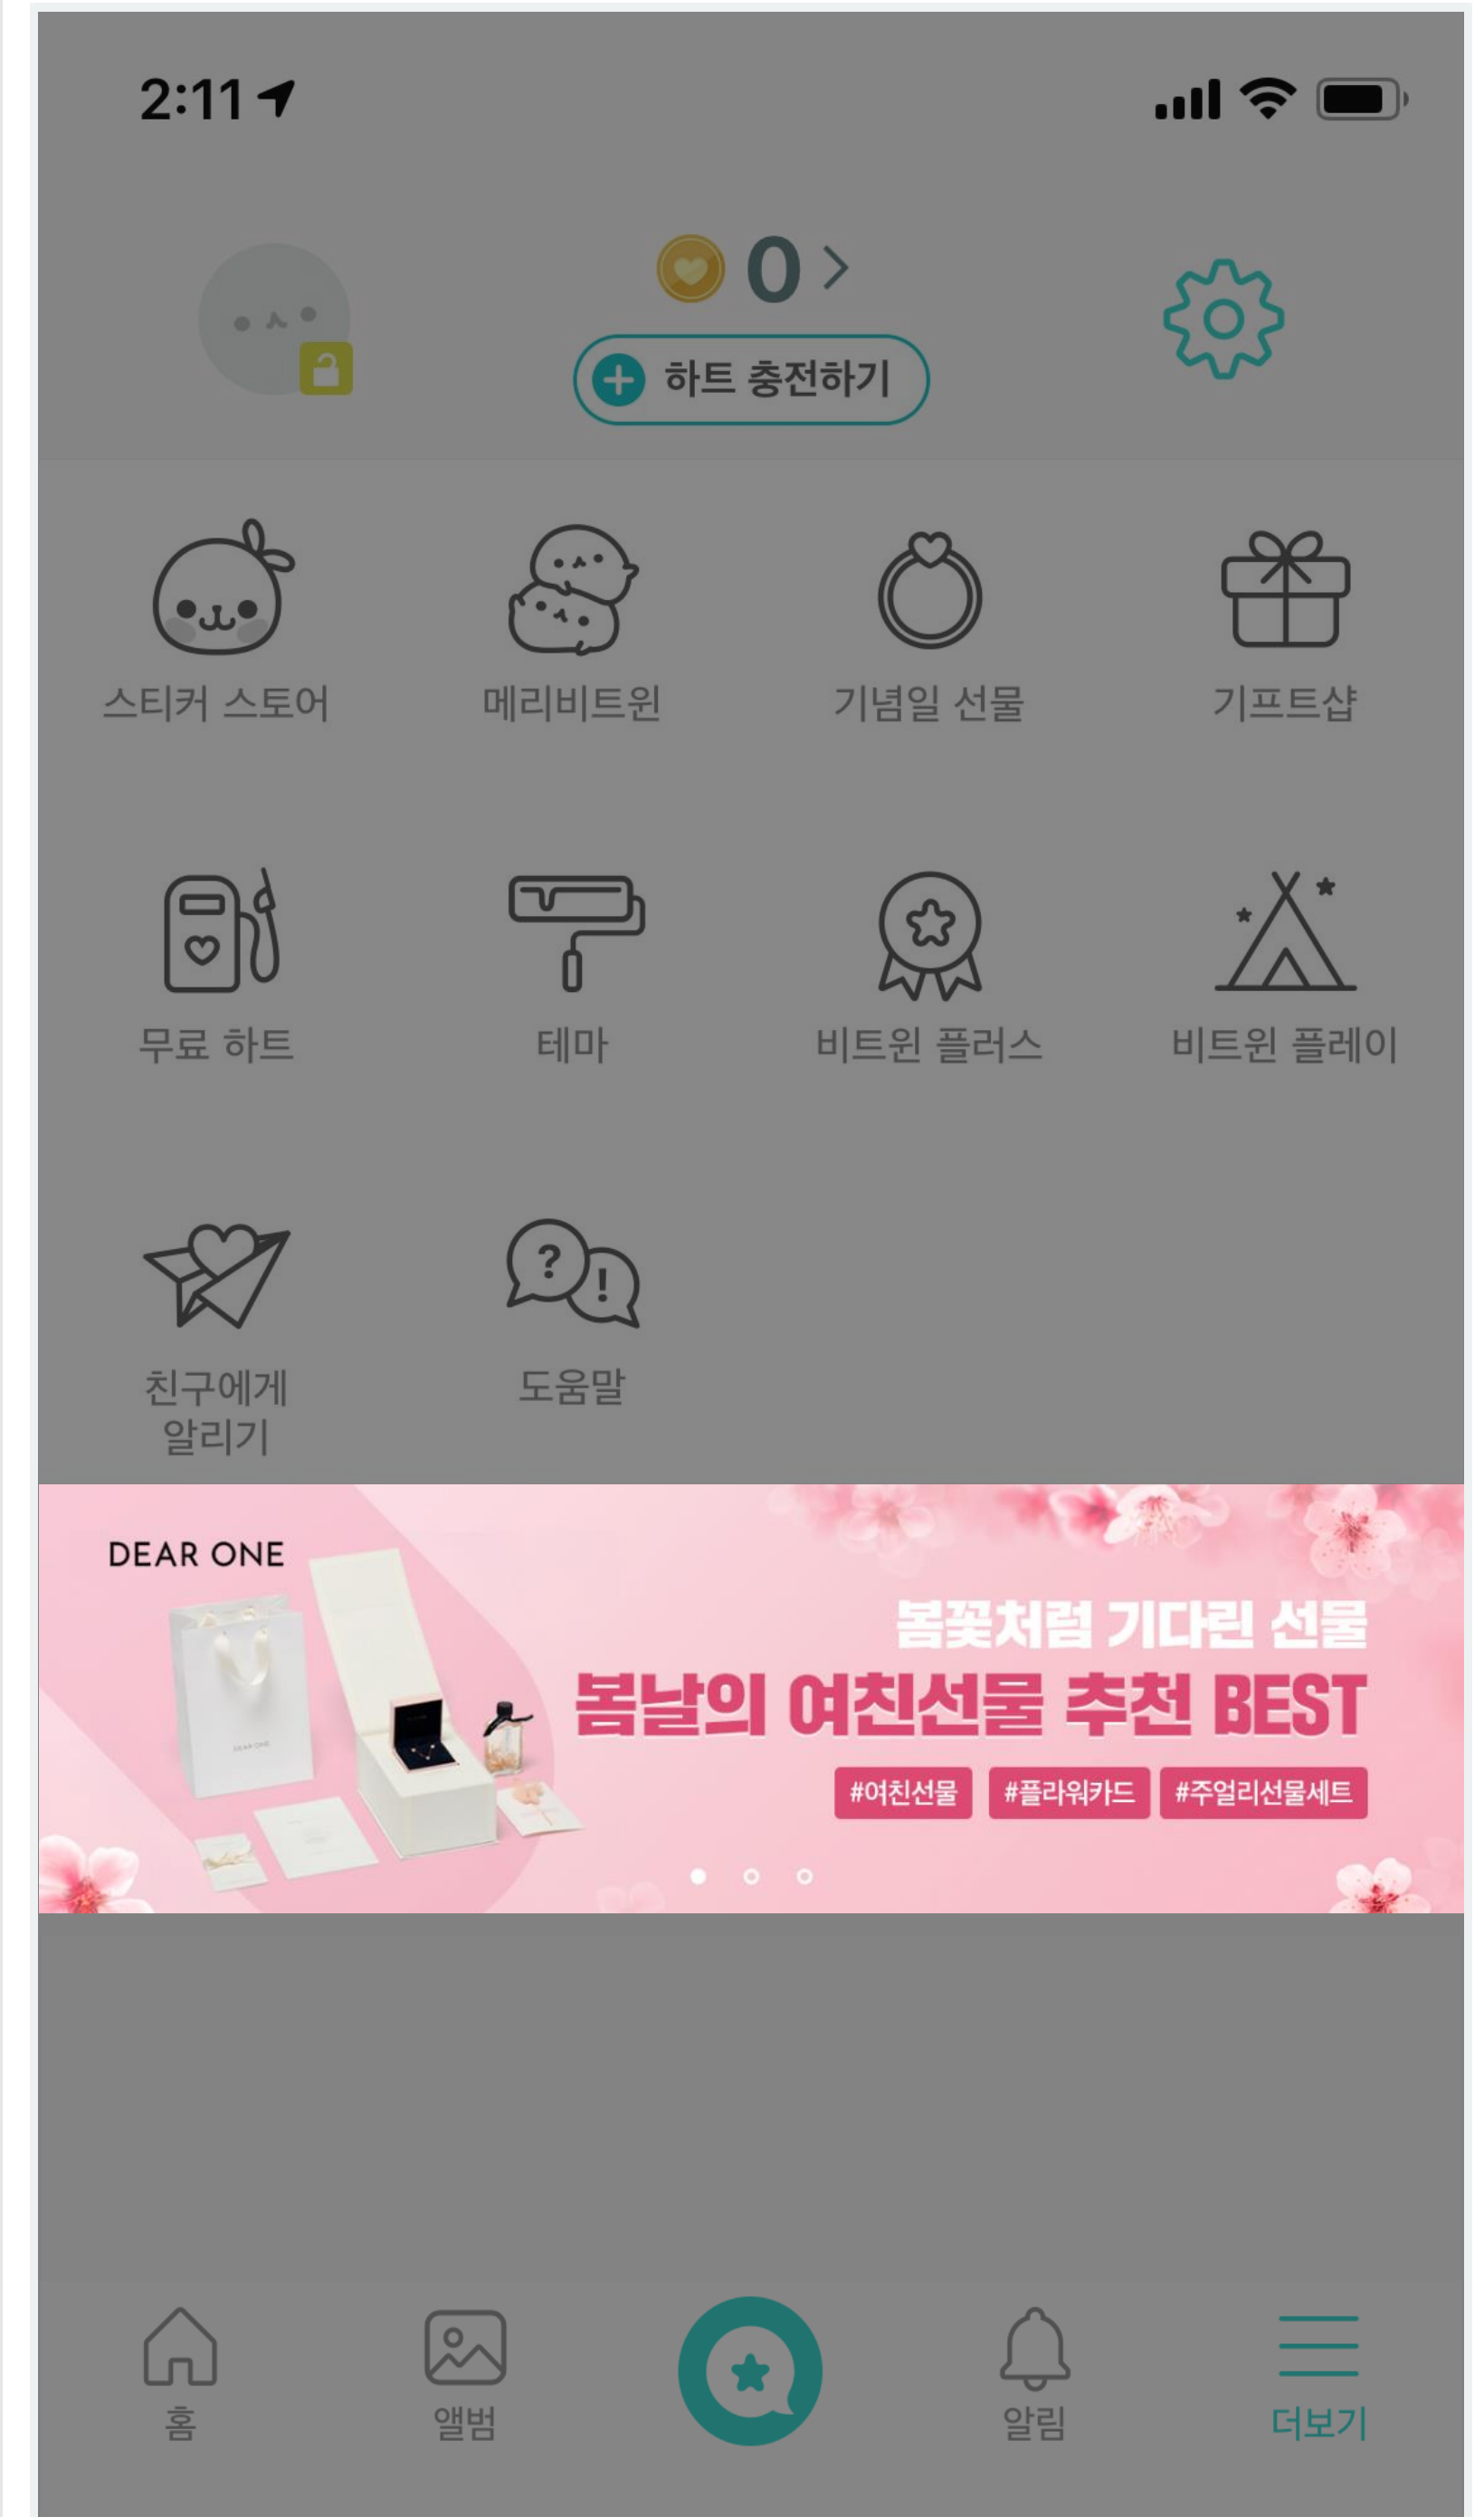 2:11
0
하트 충전하기
스티커 스토어
메리비트윈
기념일 선물
기프트샵
무료 하트
테마
비트윈 플러스
비트윈 플레이
친구에게
알리기
?
!
도움말
DEAR ONE
봄꽃처럼 기다린 선물
봄날의 여친선물 추천 BEST
#여친선물 #플라워카드 #주얼리선물세트
DEAR ONE
홈
앨범
알림
더보기